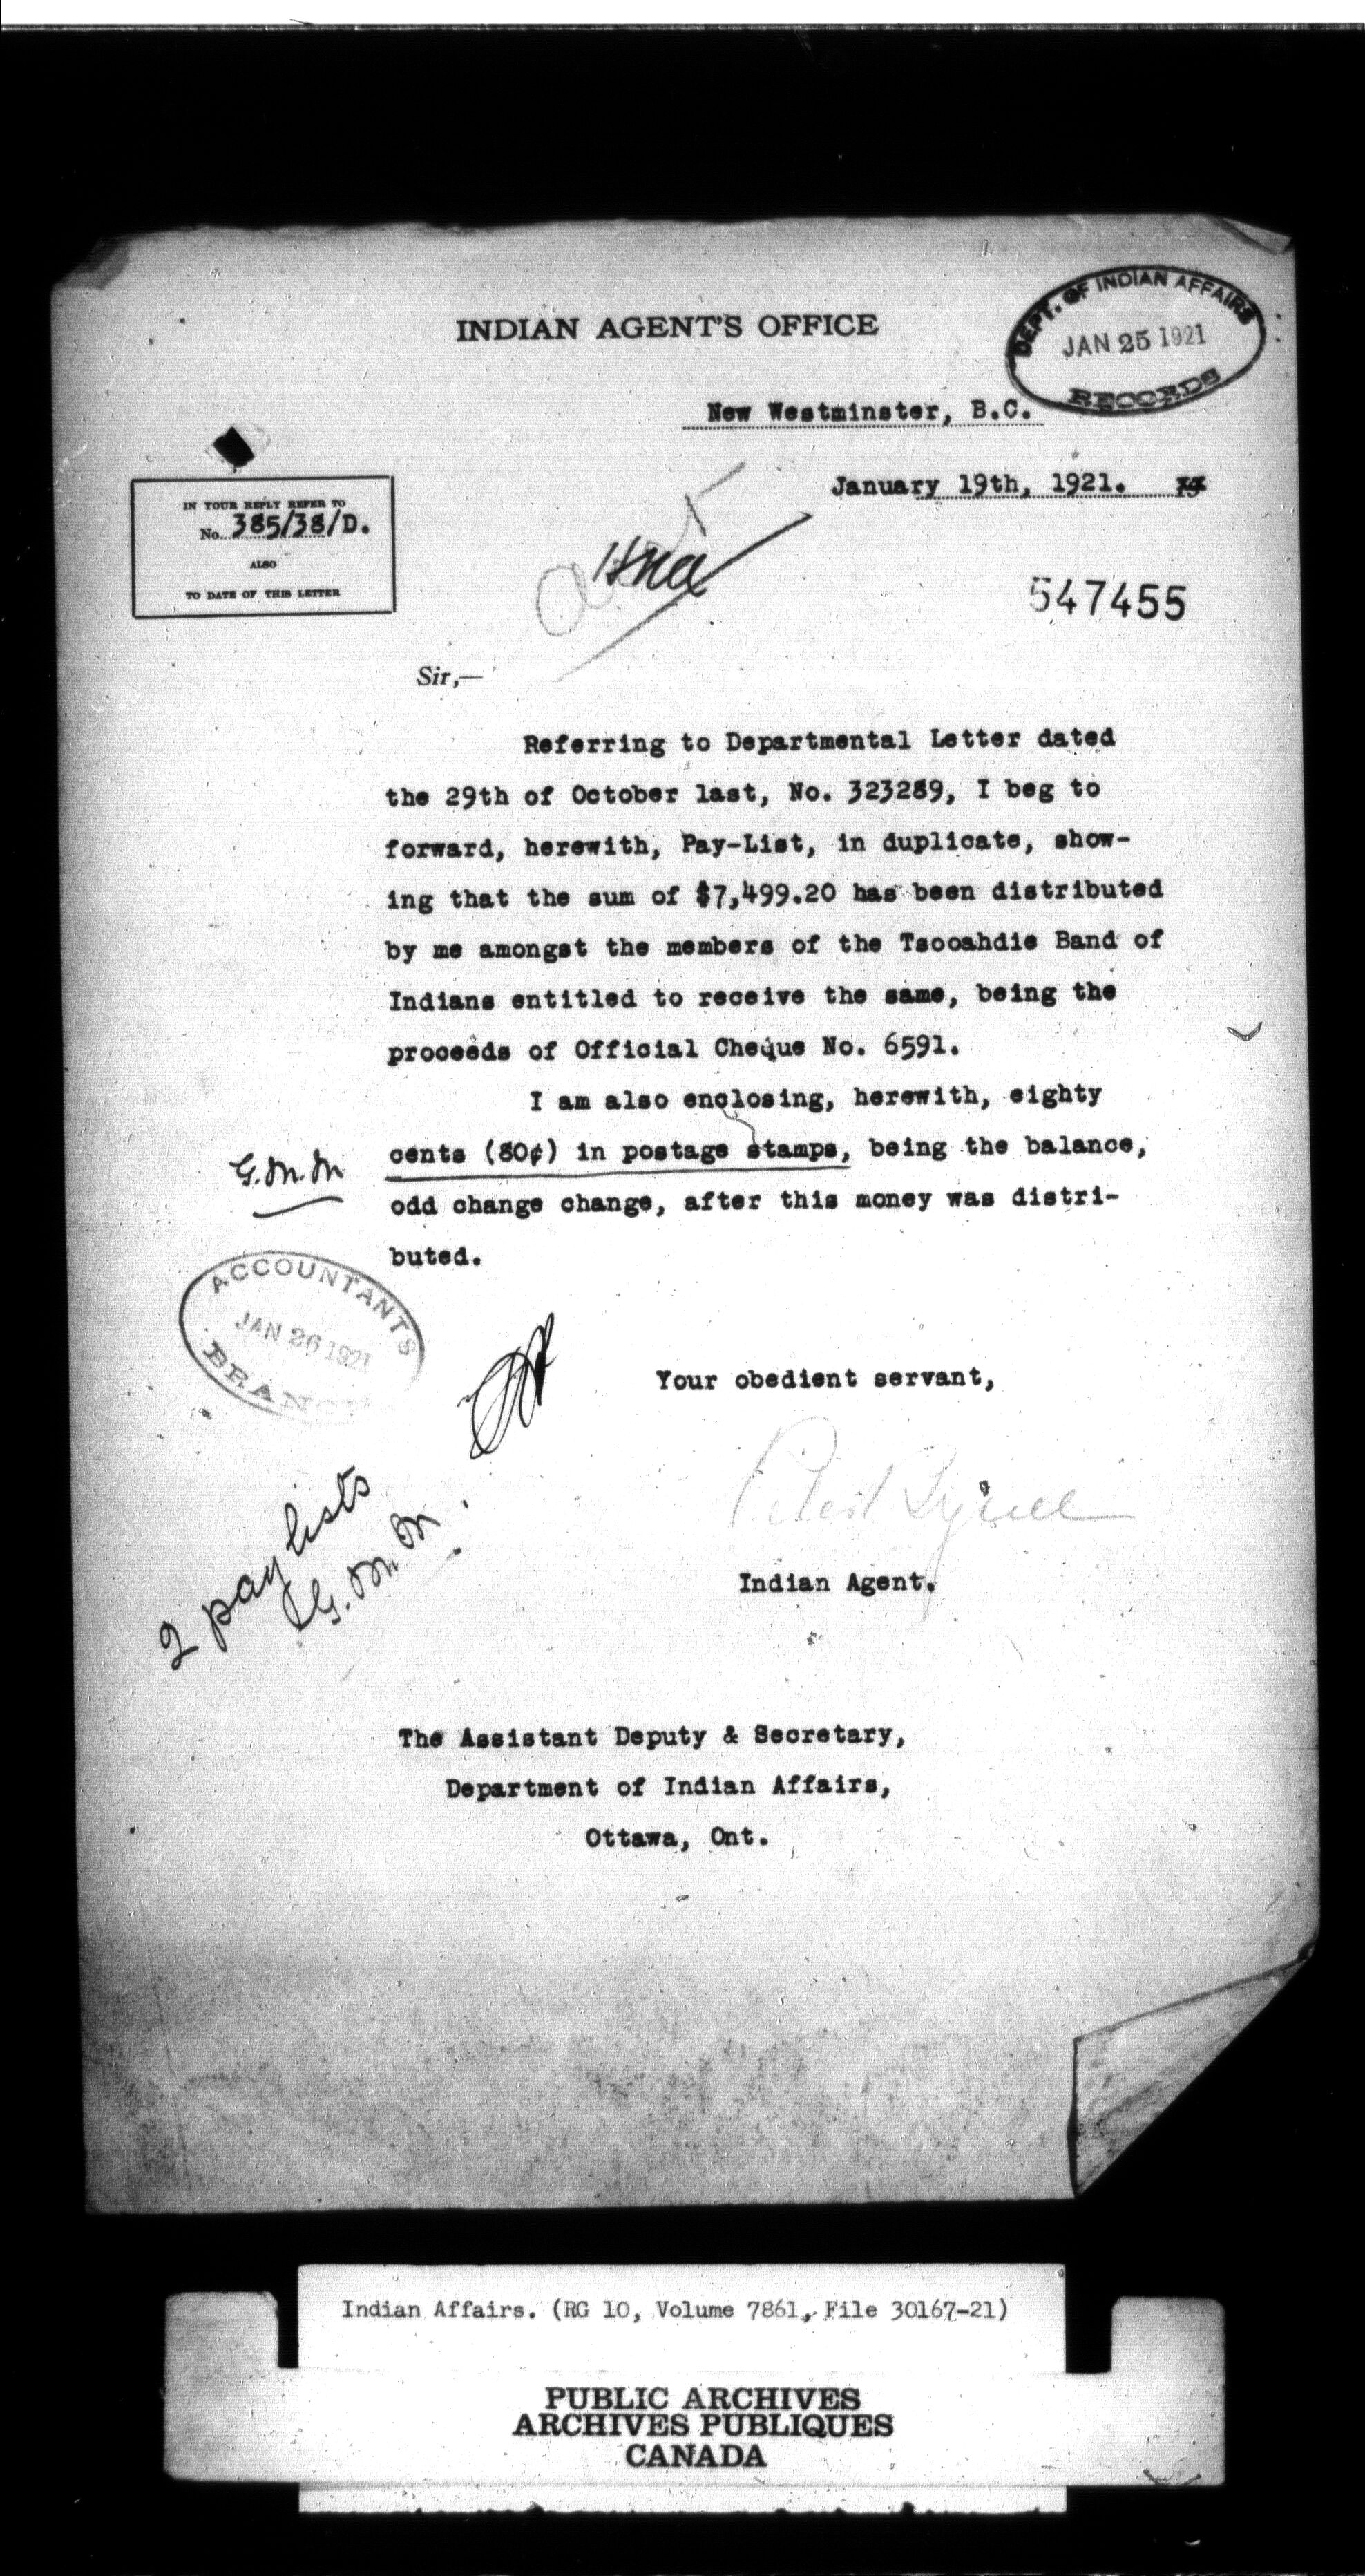 INDIAN AGENT'S OFFICE
DEPT. OF INDIAN AFFAIRS
JAN 25 1921
RECORDS
New Westminster, B.C.
January 19th, 1921.
IN YOUR REPLY REFER TO
No. 385/38/D.
ALSO
TO DATE OF THIS LETTER
547455
Sir,—
Referring to Departmental Letter dated
the 29th of October last, No. 323289, I beg to
forward, herewith, Pay-List, in duplicate, show-
ing that the sum of $7,499.20 has been distributed
by me amongst the members of the Tsooahdie Band of
Indians entitled to receive the same, being the
proceeds of Official Cheque No. 6591.
I am also enclosing, herewith, eighty
cents (80¢) in postage stamps, being the balance,
G.M.M
odd change change, after this money was distri-
buted.
ACCOUNTANTS
JAN 26 1921
BRANCH
Your obedient servant,
Indian Agent.
2 pay lists
G.M.M.
The Assistant Deputy & Secretary,
Department of Indian Affairs,
Ottawa, Ont.
Indian Affairs. (RG 10, Volume 7861, File 30167-21)
PUBLIC ARCHIVES
ARCHIVES PUBLIQUES
CANADA